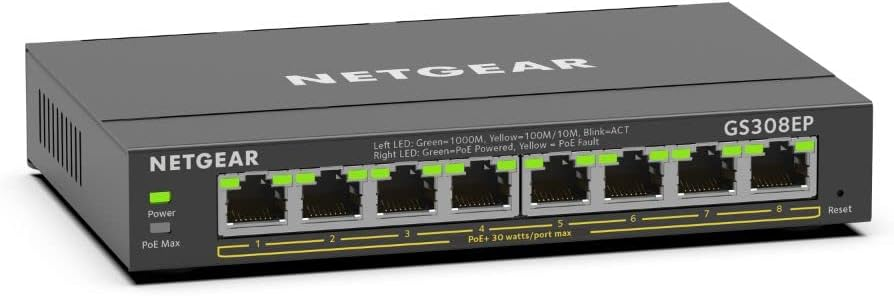 NETGEAR
Left LED: Green=1000M, Yellow=100M/10M, Blink=ACT
Right LED: Green=PoE Powered, Yellow = PoE Fault
GS308EP
NETGEAR
Power
PoE Max
1 2 3 4 5 6 7 8
PoE+ 30 watts/port max
Reset